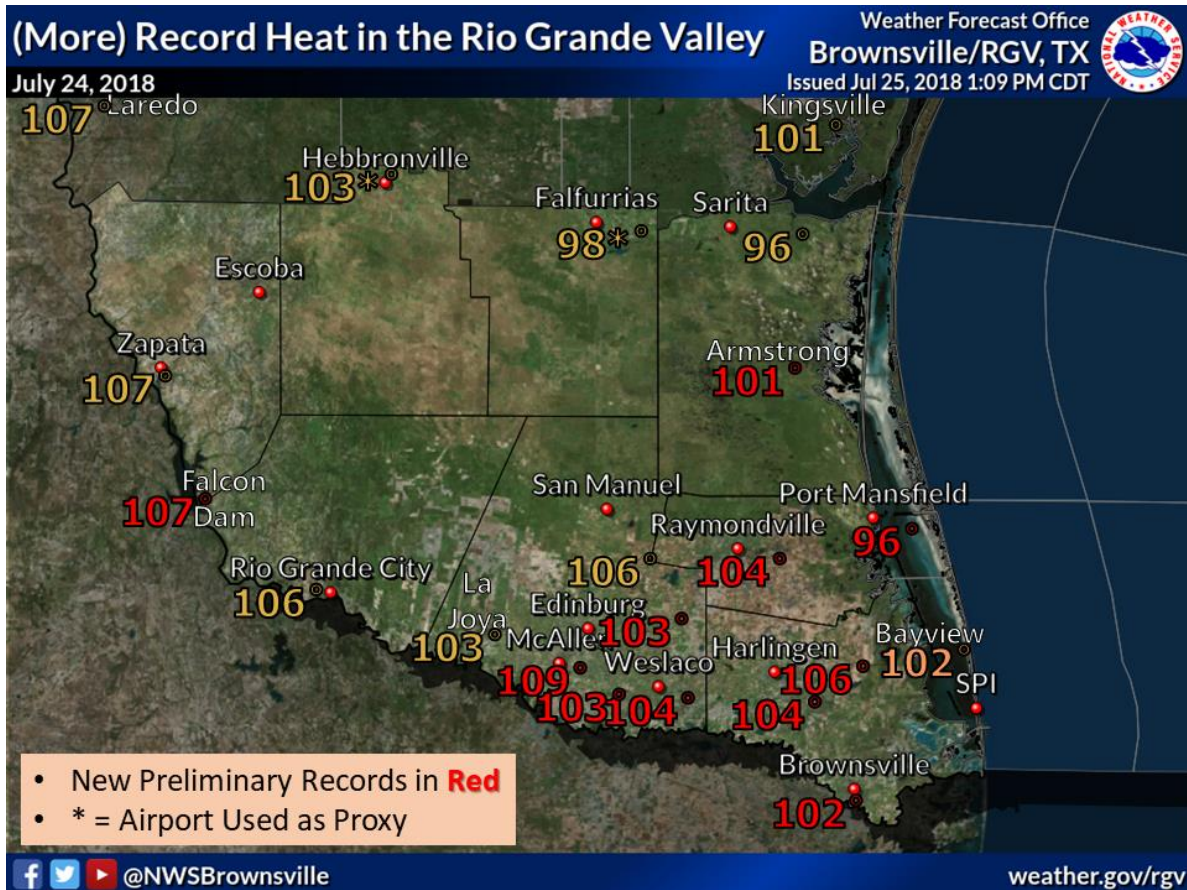 (More) Record Heat in the Rio Grande Valley
Weather Forecast Office
Brownsville/RGV, TX
July 24, 2018
Issued Jul 25, 2018 1:09 PM CDT
NATIONAL WEATHER SERVICE
Laredo
107
Kingsville
101
Hebbronville
103*
Falfurrias
98*
Sarita
96
Escoba
Zapata
107
Armstrong
101
Falcon
107 Dam
San Manuel
106
Port Mansfield
96
Raymondville
104
Rio Grande City
106
La
Joya
103
Edinburg
103
McAlle
109
103
Weslaco
104
Harlingen
106
104
Bayview
102
SPI
Brownsville
102
• New Preliminary Records in Red
• * = Airport Used as Proxy
@NWSBrownsville
weather.gov/rgv